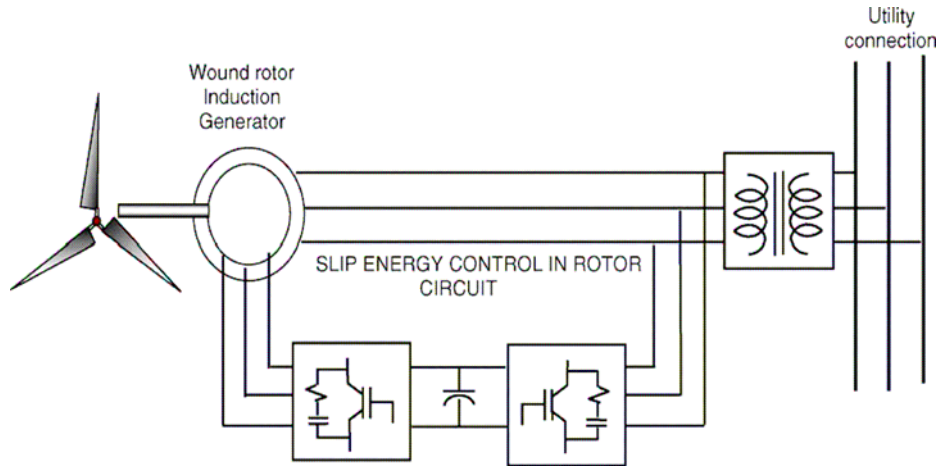 Utility
connection
Wound rotor
Induction
Generator
SLIP ENERGY CONTROL IN ROTOR
CIRCUIT